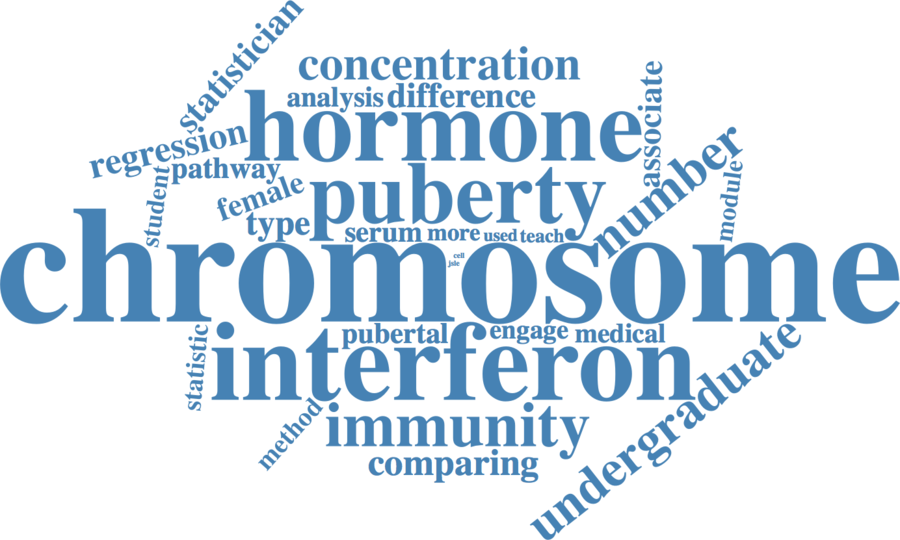 statistician
concentration
analysis difference
associate
hormone
regression
number
pathway
student
female
puberty
module
type
serum more used teach
chromosome
cell
jsle
pubertal engage medical
statistic
interferon
undergraduate
method
immunity
comparing